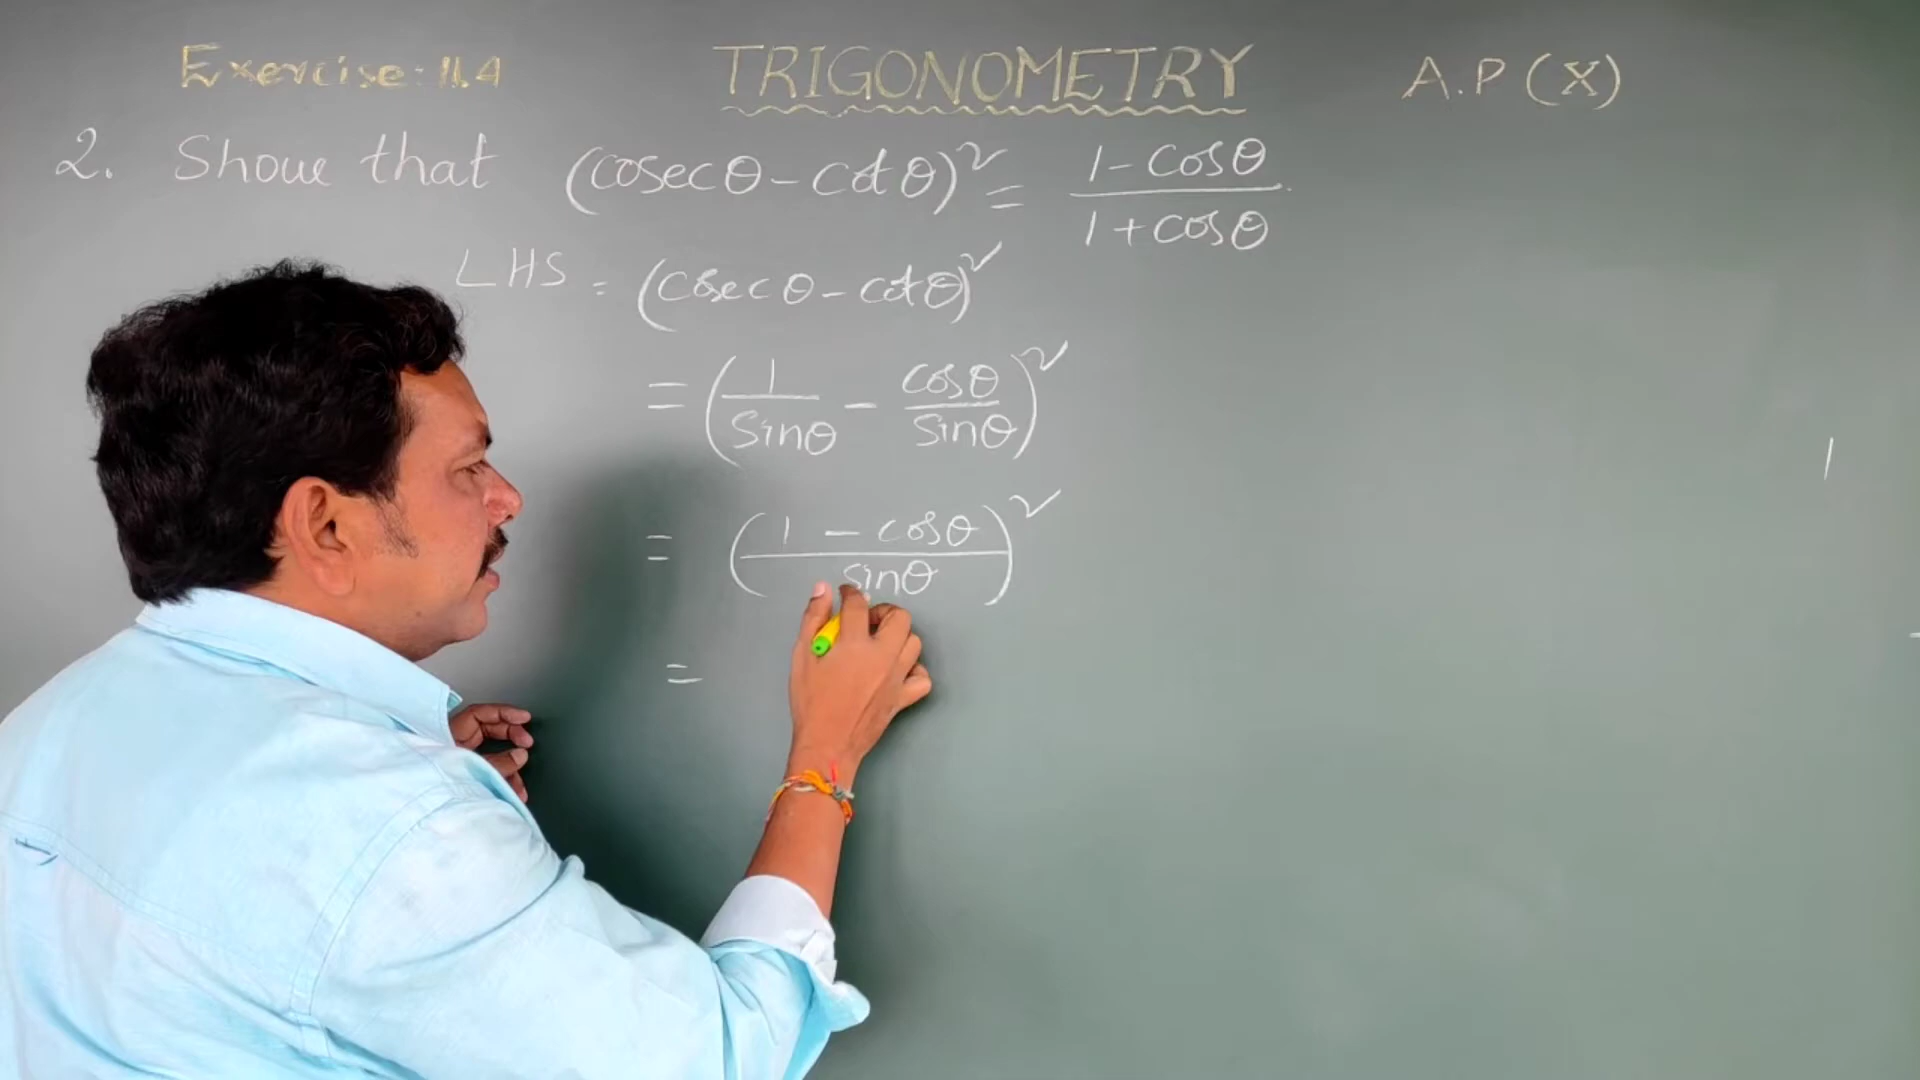 Exercise: 11.4 TRIGONOMETRY A.P (X)
2. Show that (cosecθ - cotθ)² = (1 - cosθ)/(1 + cosθ)
LHS = (cosecθ - cotθ)²
= (1/sinθ - cosθ/sinθ)²
= ((1 - cosθ)/sinθ)²
=